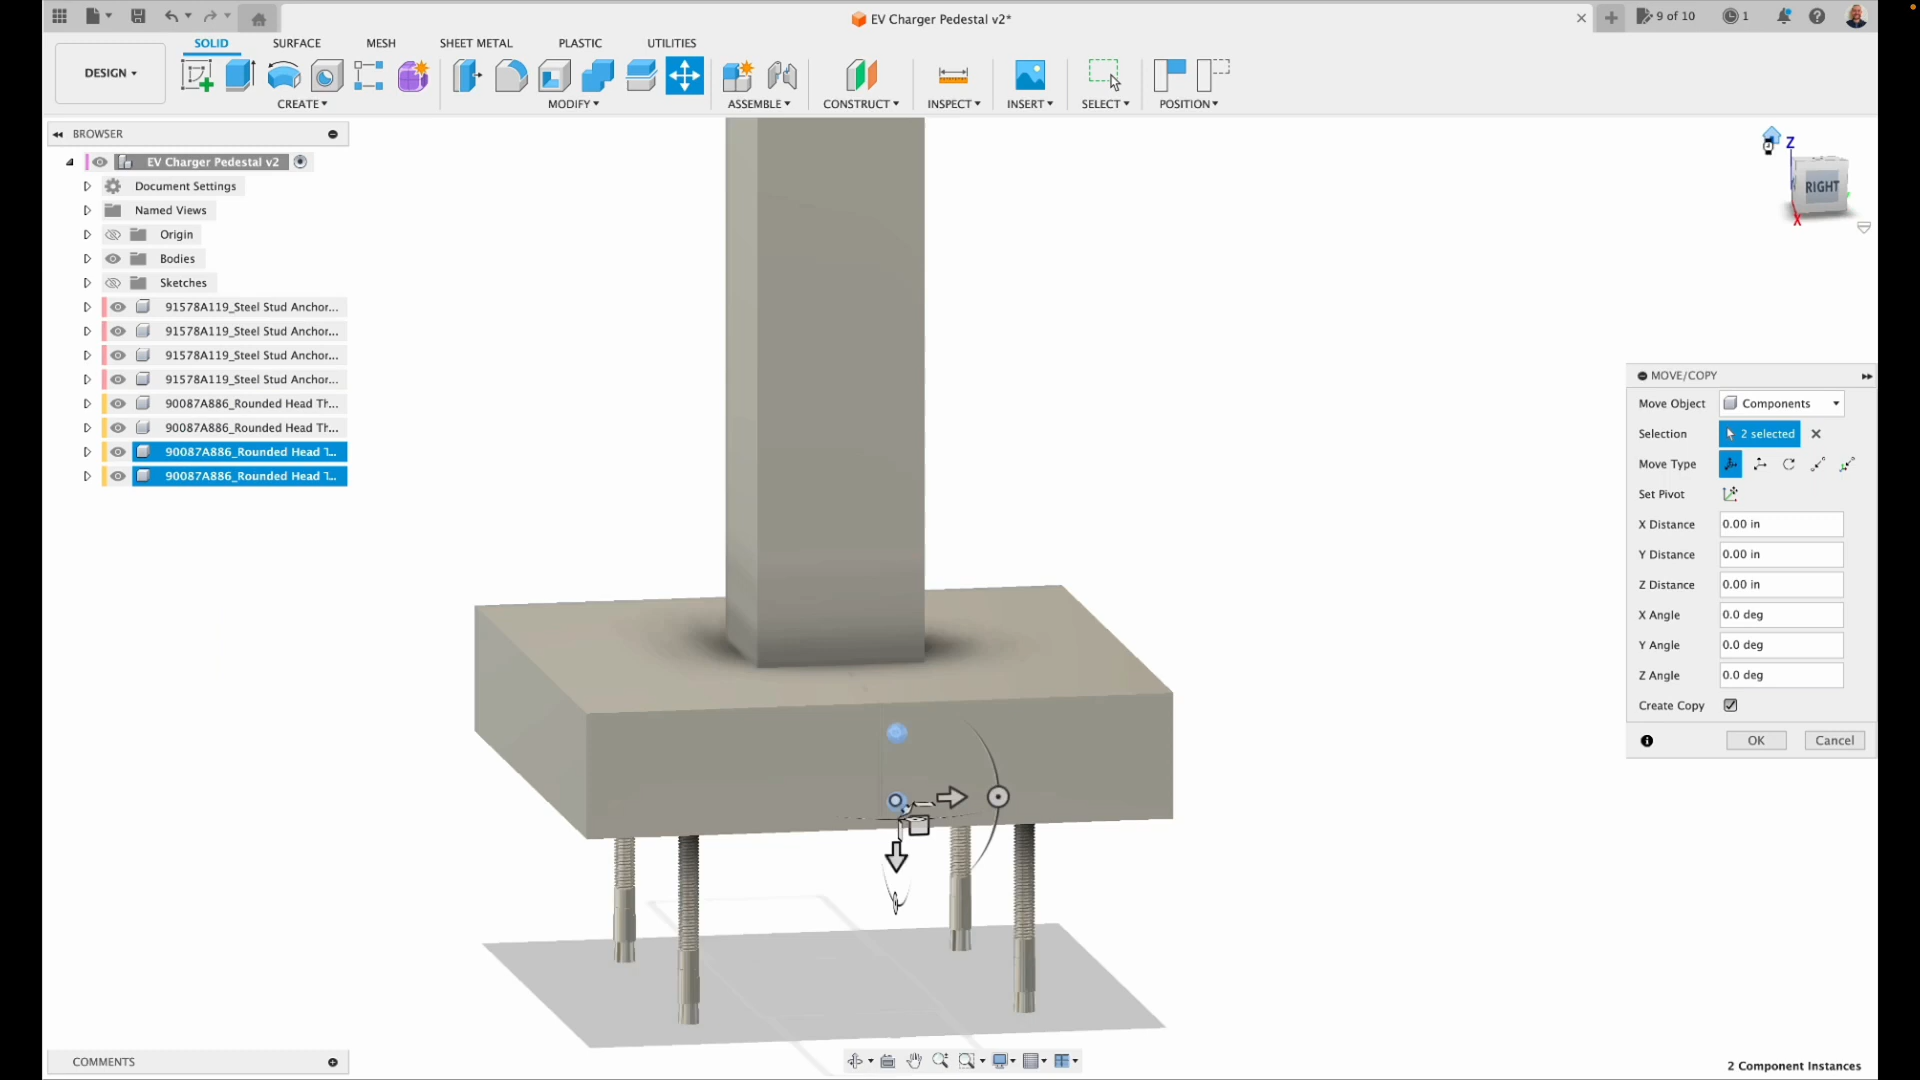 EV Charger Pedestal v2*
9 of 10
1
DESIGN
SOLID
SURFACE
MESH
SHEET METAL
PLASTIC
UTILITIES
CREATE
MODIFY
ASSEMBLE
CONSTRUCT
INSPECT
INSERT
SELECT
POSITION
BROWSER
EV Charger Pedestal v2
Document Settings
Named Views
Origin
Bodies
Sketches
91578A119_Steel Stud Anchor...
91578A119_Steel Stud Anchor...
91578A119_Steel Stud Anchor...
91578A119_Steel Stud Anchor...
90087A886_Rounded Head Th...
90087A886_Rounded Head Th...
90087A886_Rounded Head T...
90087A886_Rounded Head T...
Z
RIGHT
X
MOVE/COPY
Move Object
Components
Selection
2 selected
Move Type
Set Pivot
X Distance
0.00 in
Y Distance
0.00 in
Z Distance
0.00 in
X Angle
0.0 deg
Y Angle
0.0 deg
Z Angle
0.0 deg
Create Copy
OK
Cancel
COMMENTS
2 Component Instances